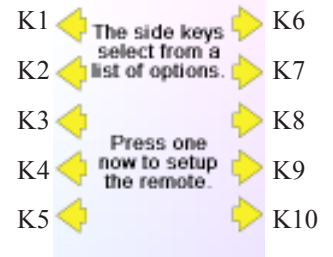 K1
K2
K3
K4
K5
The side keys
select from a
list of options.
Press one
now to setup
the remote.
K6
K7
K8
K9
K10